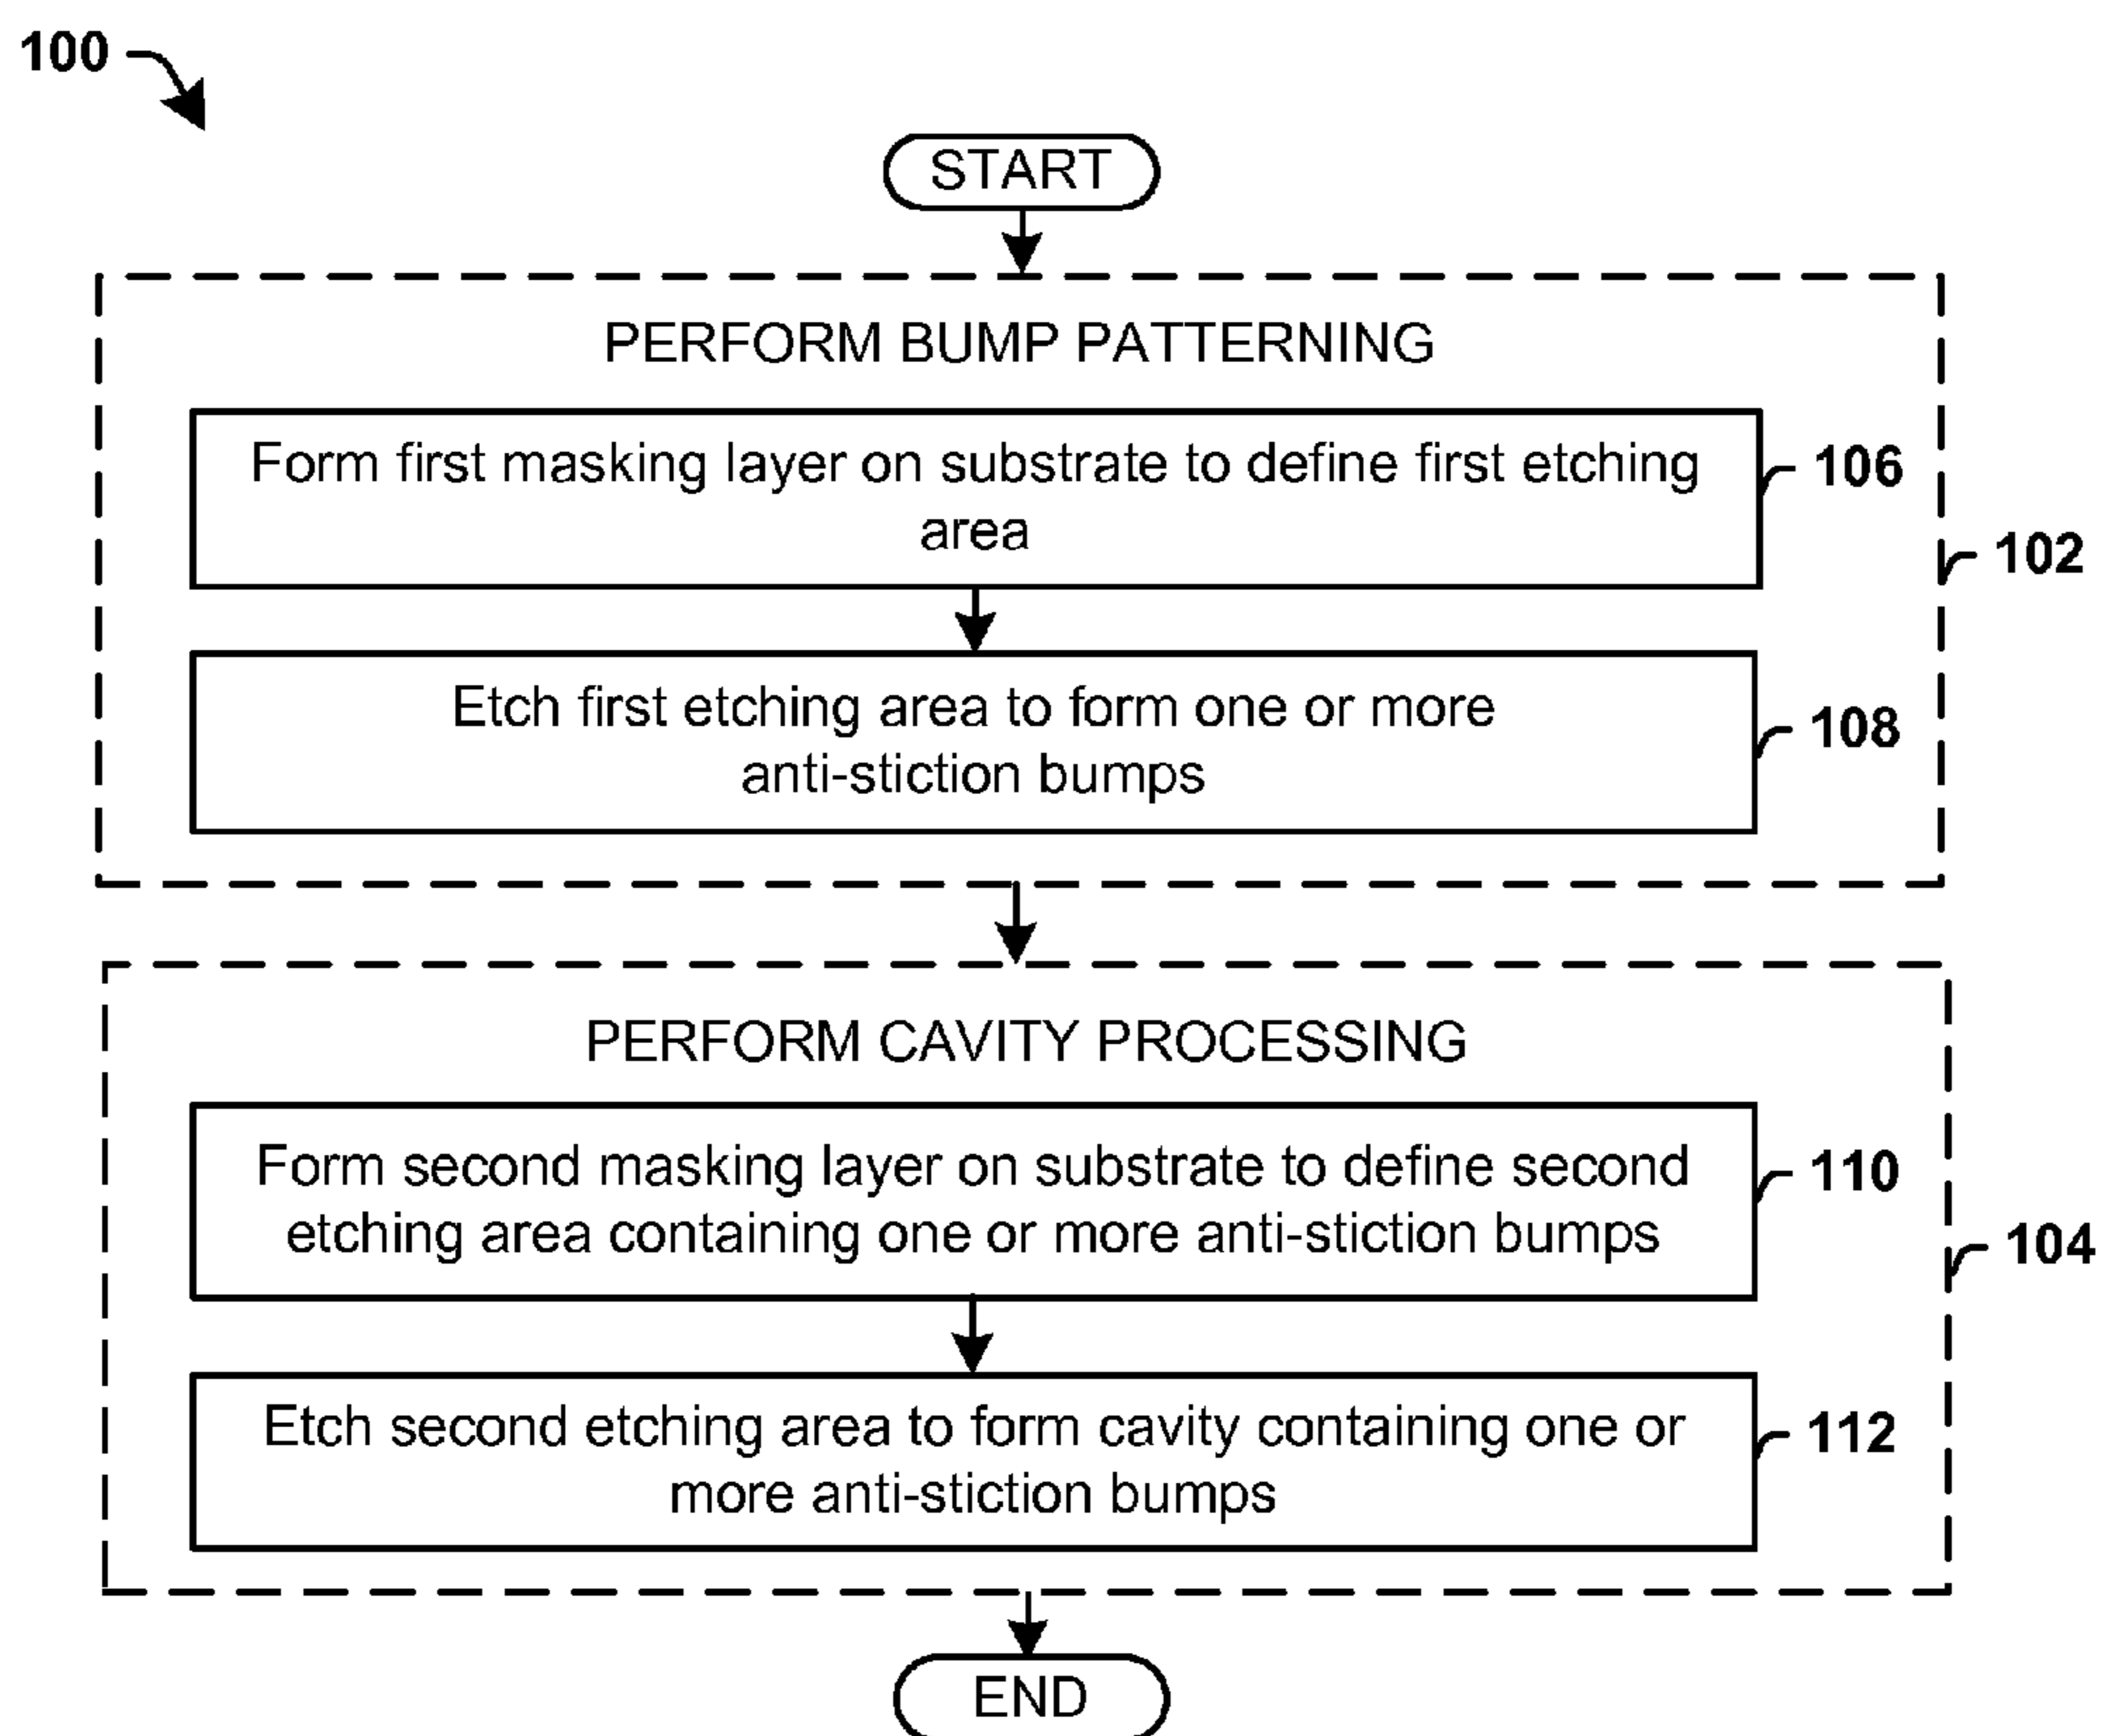 100
START
PERFORM BUMP PATTERNING
Form first masking layer on substrate to define first etching
area
106
102
Etch first etching area to form one or more
anti-stiction bumps
108
PERFORM CAVITY PROCESSING
Form second masking layer on substrate to define second
etching area containing one or more anti-stiction bumps
110
104
Etch second etching area to form cavity containing one or
more anti-stiction bumps
112
END